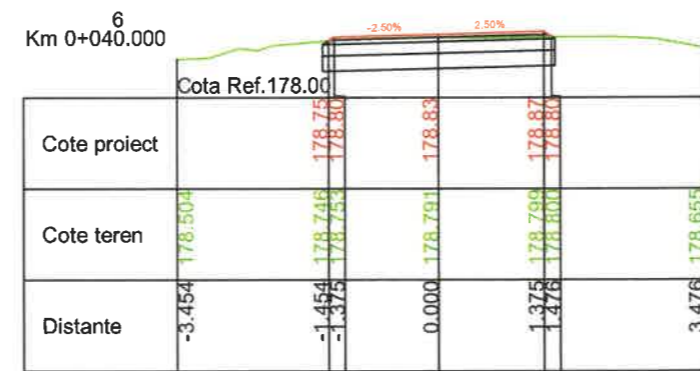 6
Km 0+040.000
-2.50% 2.50%
Cota Ref.178.00
Cote proiect 178.75 178.80 178.83 178.87 178.80
Cote teren 178.504 178.746 178.753 178.791 178.799 178.800 178.655
Distante -3.454 -1.454 -1.375 0.000 1.375 1.476 3.476